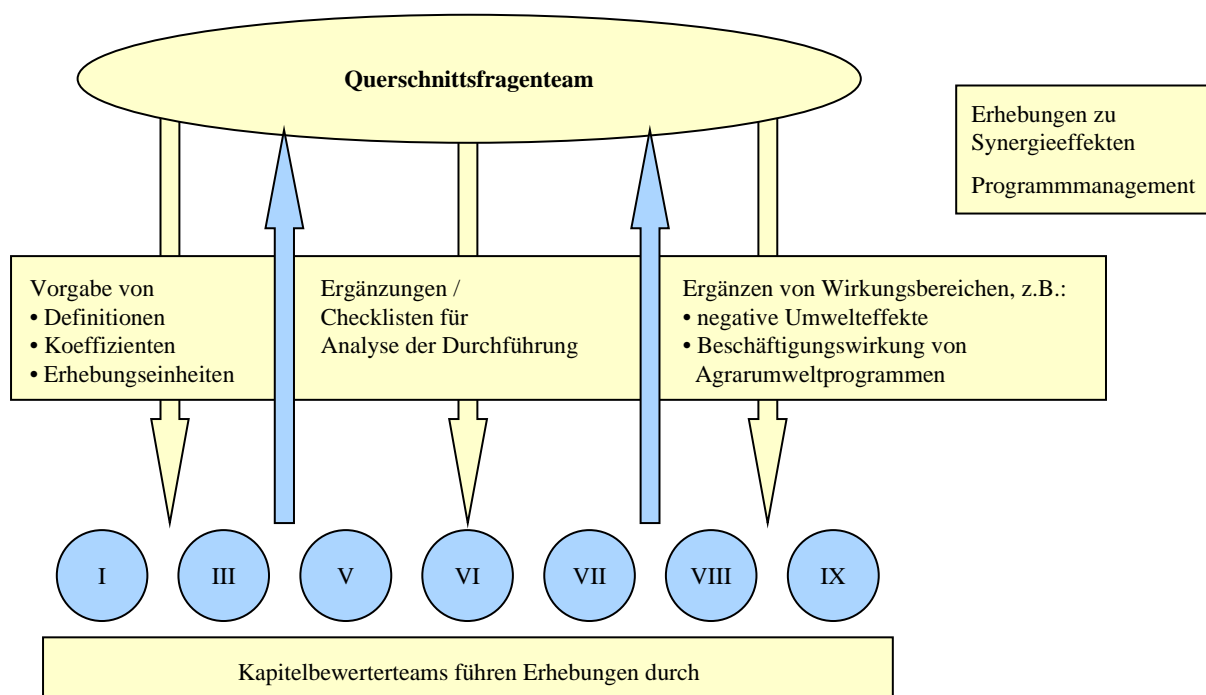 Querschnittsfragenteam
Erhebungen zu
Synergieeffekten
Programmmanagement
Vorgabe von
• Definitionen
• Koeffizienten
• Erhebungseinheiten
Ergänzungen /
Checklisten für
Analyse der Durchführung
Ergänzen von Wirkungsbereichen, z.B.:
• negative Umwelteffekte
• Beschäftigungswirkung von
Agrarumweltprogrammen
I III V VI VII VIII IX
Kapitelbewerterteams führen Erhebungen durch